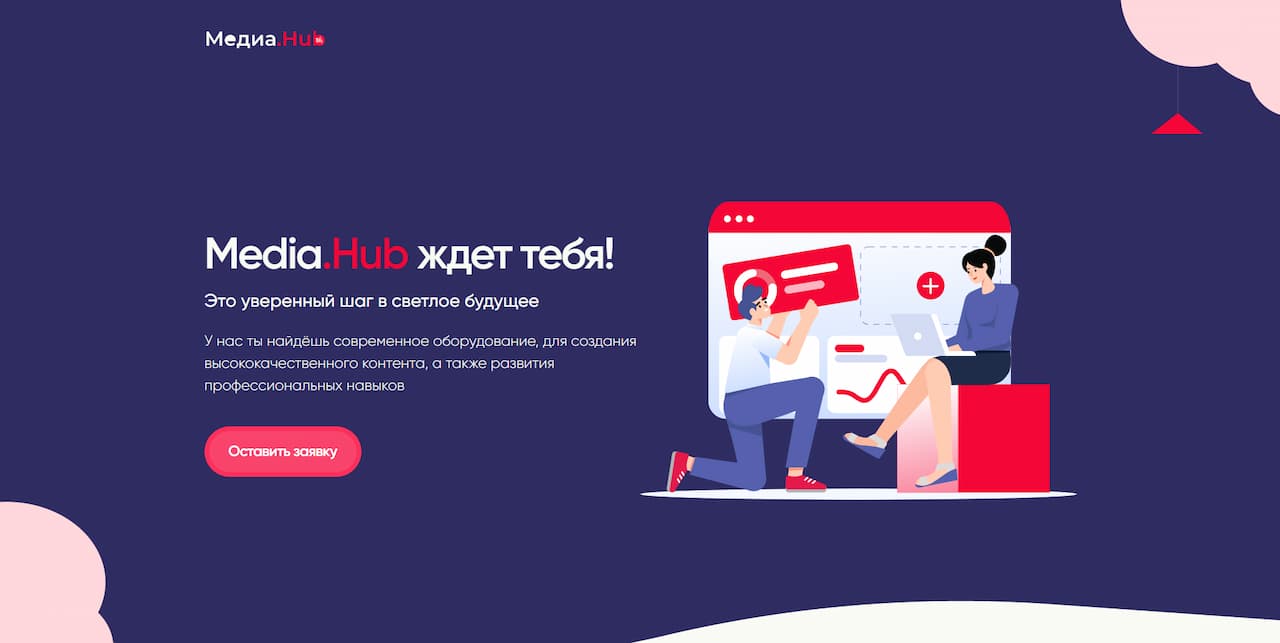 Медиа.Hub
Media.Hub ждет тебя!
Это уверенный шаг в светлое будущее
У нас ты найдёшь современное оборудование, для создания
высококачественного контента, а также развития
профессиональных навыков
Оставить заявку